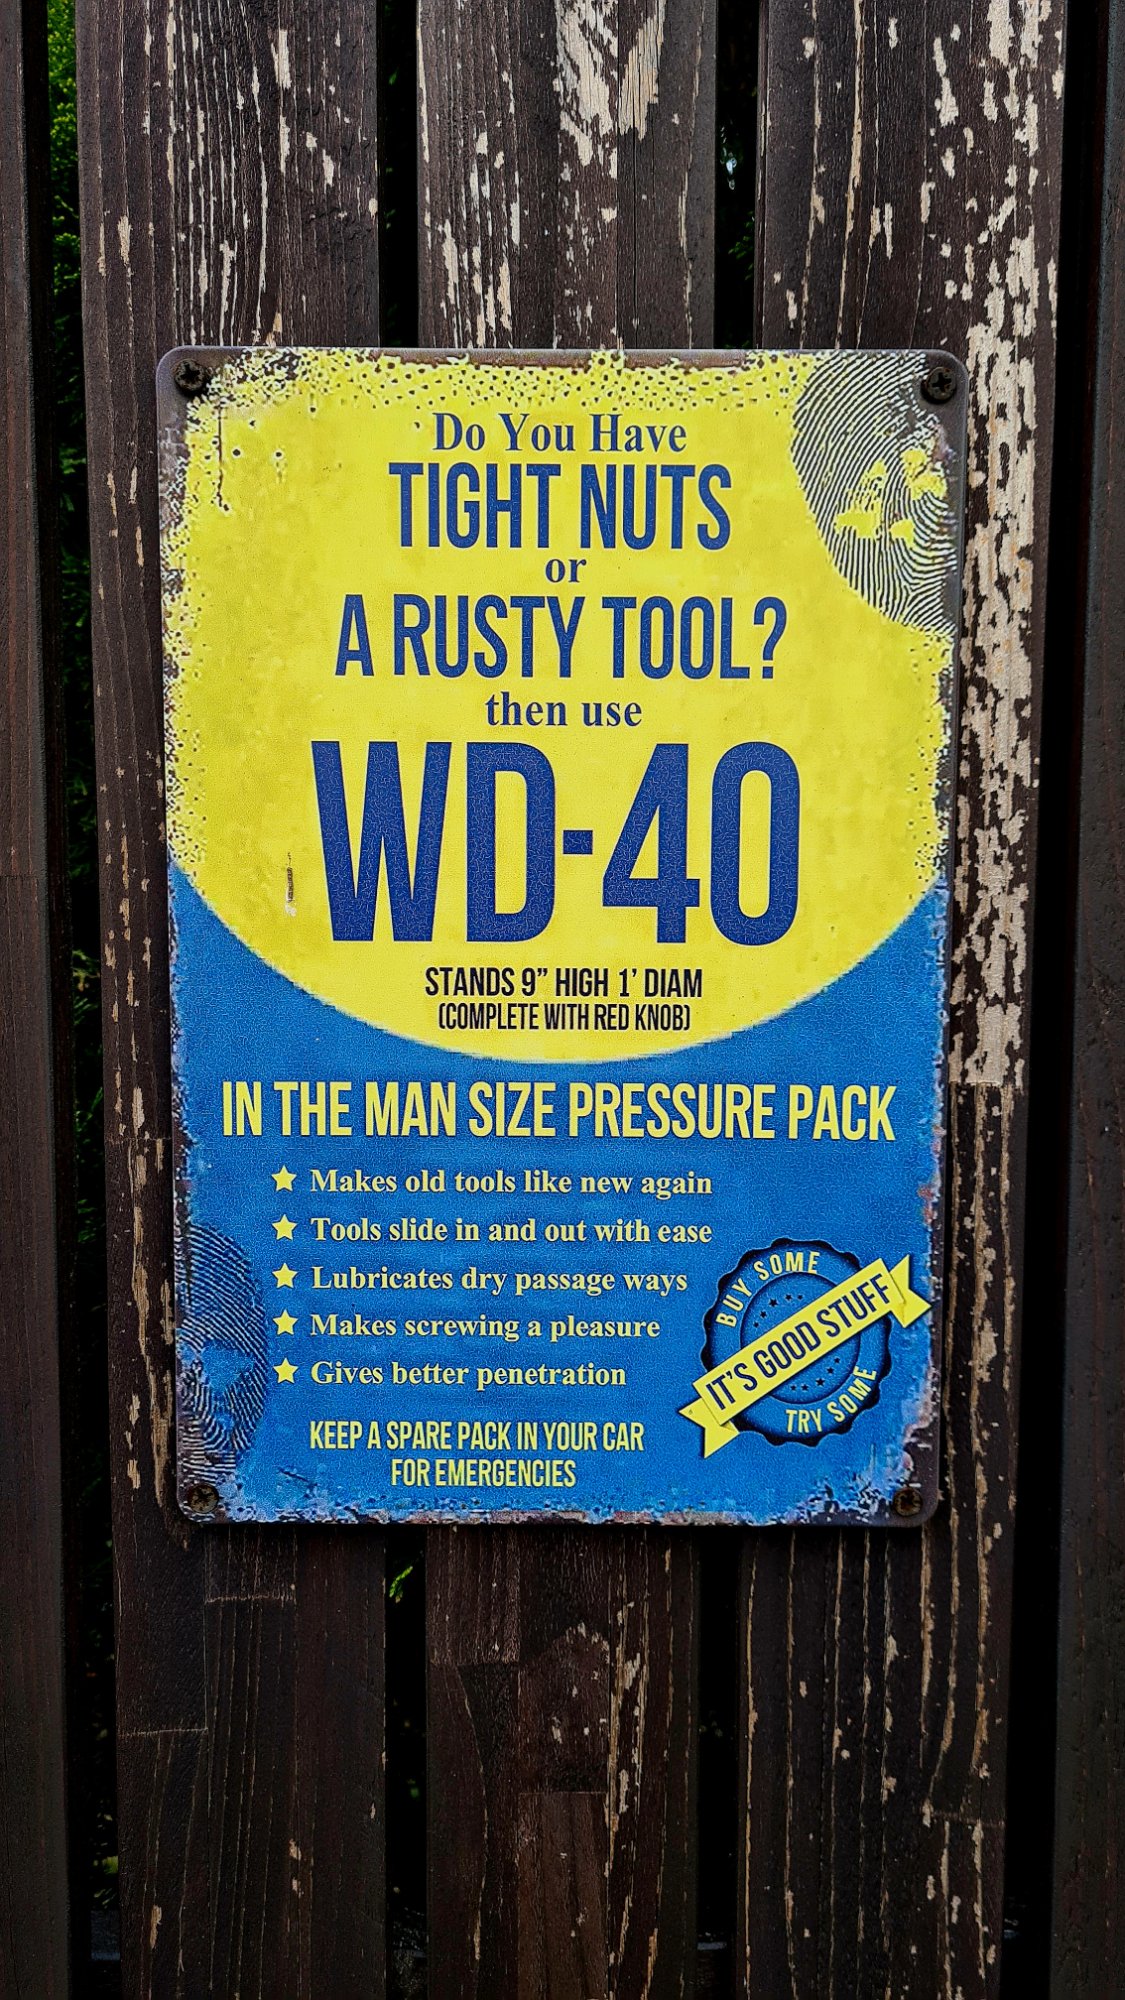 Do You Have
TIGHT NUTS
or
A RUSTY TOOL?
then use
WD-40
STANDS 9” HIGH 1’ DIAM
(COMPLETE WITH RED KNOB)
IN THE MAN SIZE PRESSURE PACK
Makes old tools like new again
Tools slide in and out with ease
Lubricates dry passage ways
Makes screwing a pleasure
Gives better penetration
BUY SOME
IT'S GOOD STUFF
TRY SOME
KEEP A SPARE PACK IN YOUR CAR
FOR EMERGENCIES